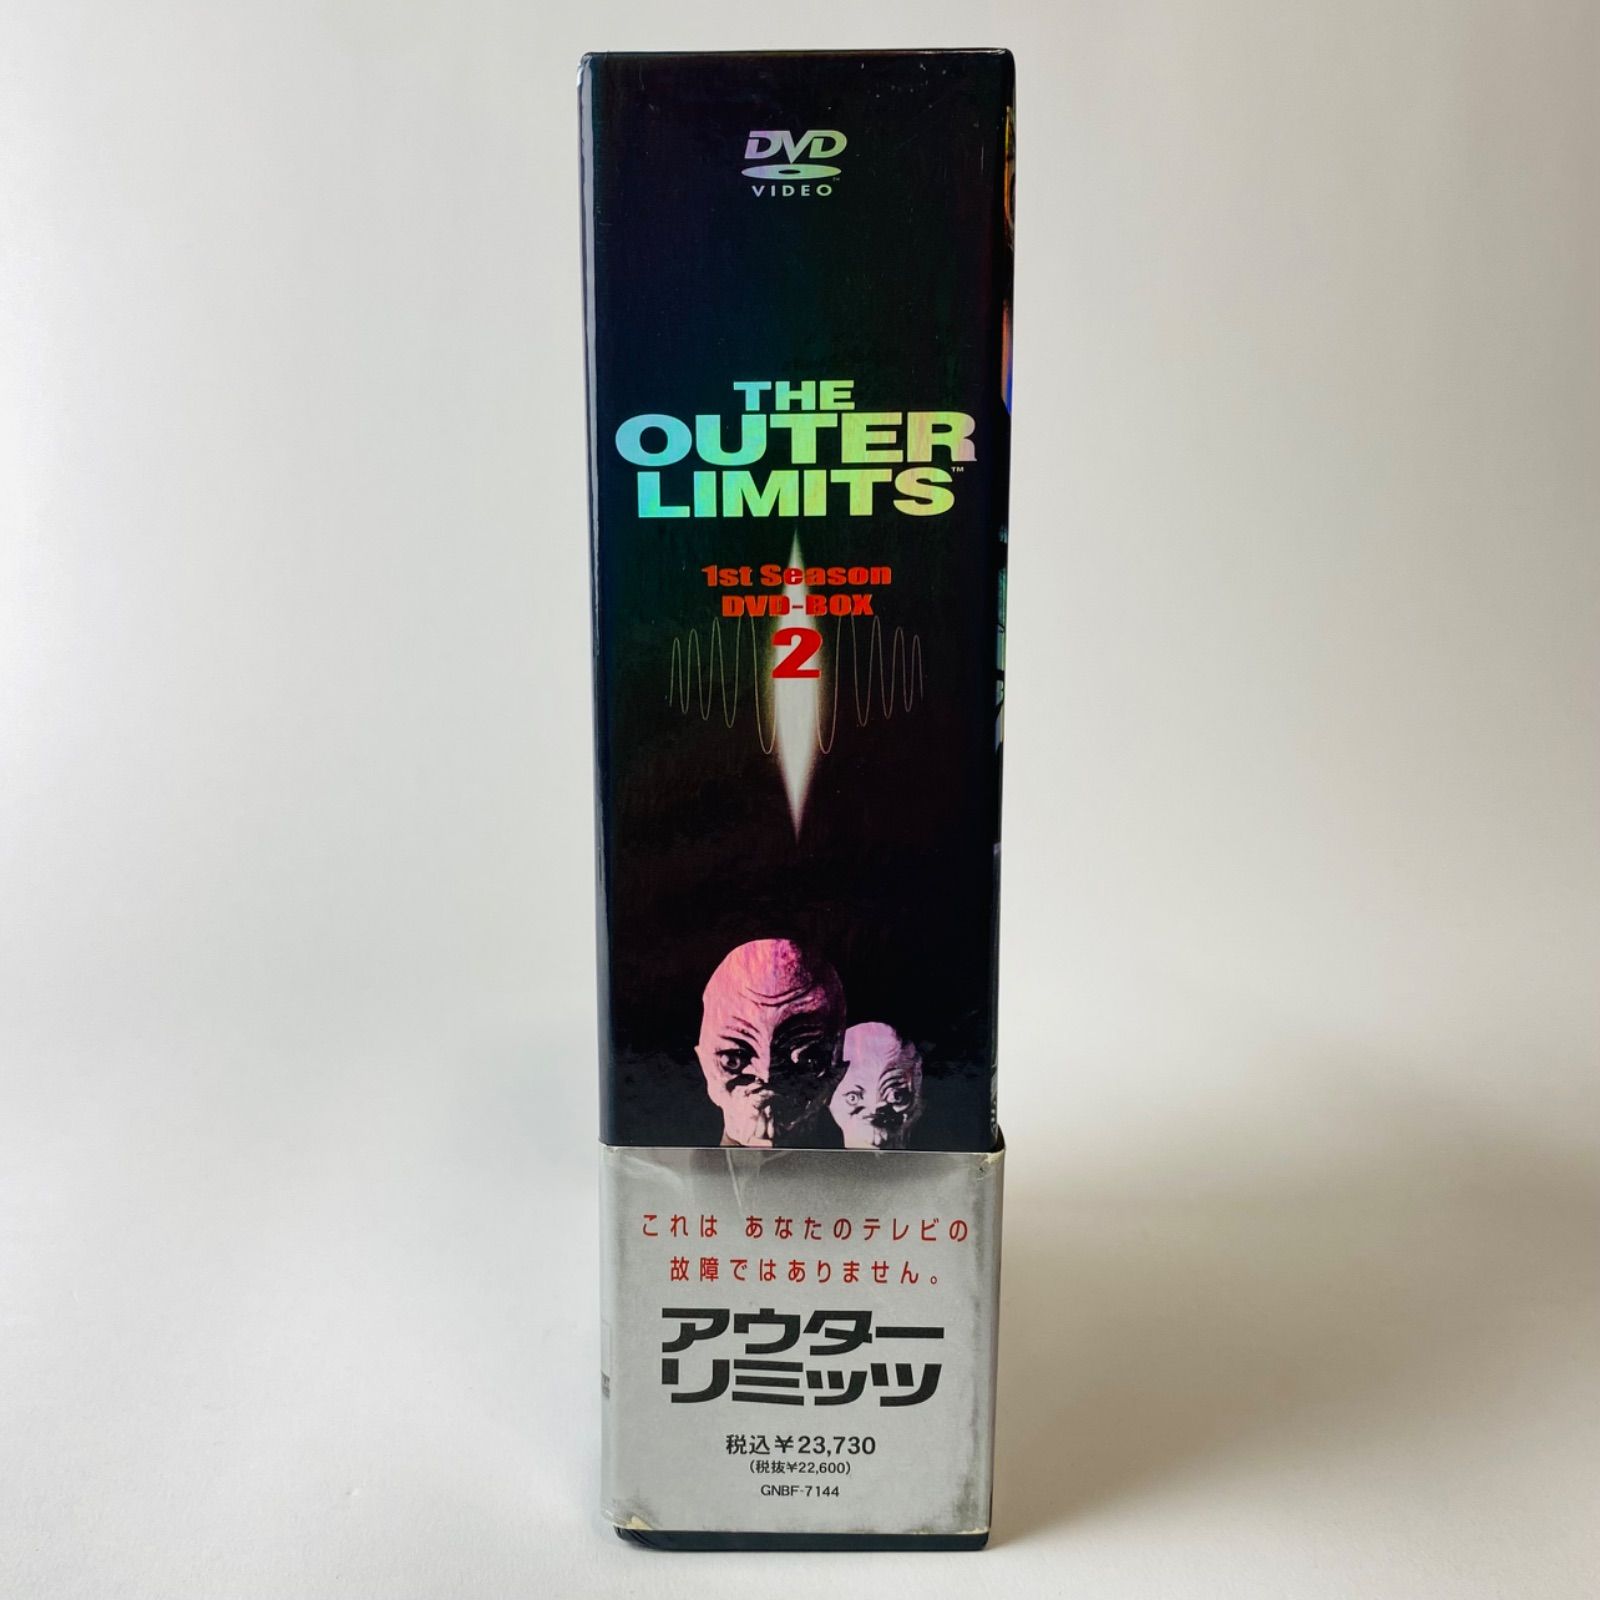 DVD
VIDEO
THE
OUTER
LIMITS™
1st Season
DVD-BOX
2
これは あなたのテレビの
故障ではありません。
アウター
リミッツ
税込￥23,730
(税抜¥22,600)
GNBF-7144